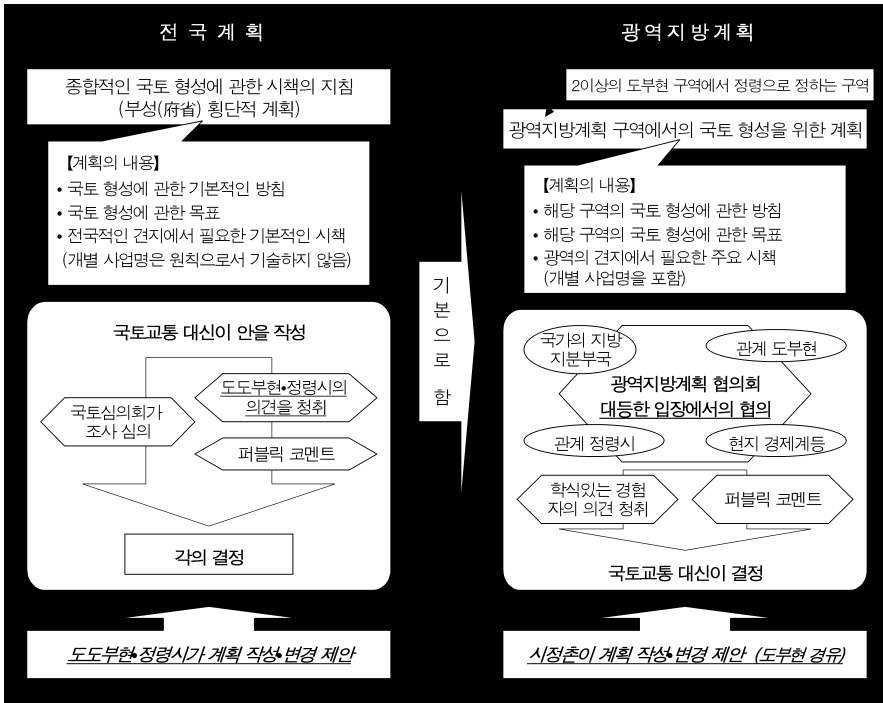 전국계획
종합적인 국토 형성에 관한 시책의 지침
(부성(府省) 횡단적 계획)
【계획의 내용】
• 국토 형성에 관한 기본적인 방침
• 국토 형성에 관한 목표
• 전국적인 견지에서 필요한 기본적인 시책
(개별 사업명은 원칙으로서 기술하지 않음)
국토교통 대신이 안을 작성
국토심의회가
조사 심의
도도부현•정령시의
의견을 청취
퍼블릭 코멘트
각의 결정
도도부현•정령시가 계획 작성•변경 제안
기
본
으
로
함
광역지방계획
2이상의 도부현 구역에서 정령으로 정하는 구역
광역지방계획 구역에서의 국토 형성을 위한 계획
【계획의 내용】
• 해당 구역의 국토 형성에 관한 방침
• 해당 구역의 국토 형성에 관한 목표
• 광역의 견지에서 필요한 주요 시책
(개별 사업명을 포함)
국가의 지방
지분부국
관계 도부현
광역지방계획 협의회
대등한 입장에서의 협의
관계 정령시
현지 경제계등
학식있는 경험
자의 의견 청취
퍼블릭 코멘트
국토교통 대신이 결정
시정촌이 계획 작성•변경 제안 (도부현 경유)